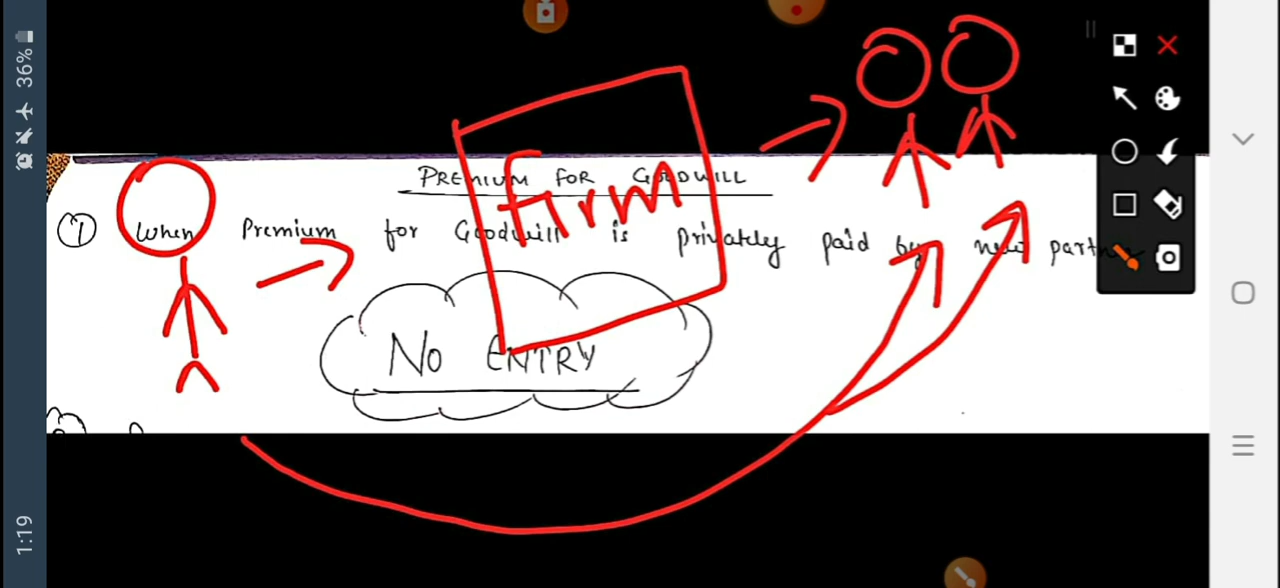 36%
1:19
PREMIUM FOR GOODWILL
① When Premium for Goodwill is privately paid by new partner
Firm
NO ENTRY